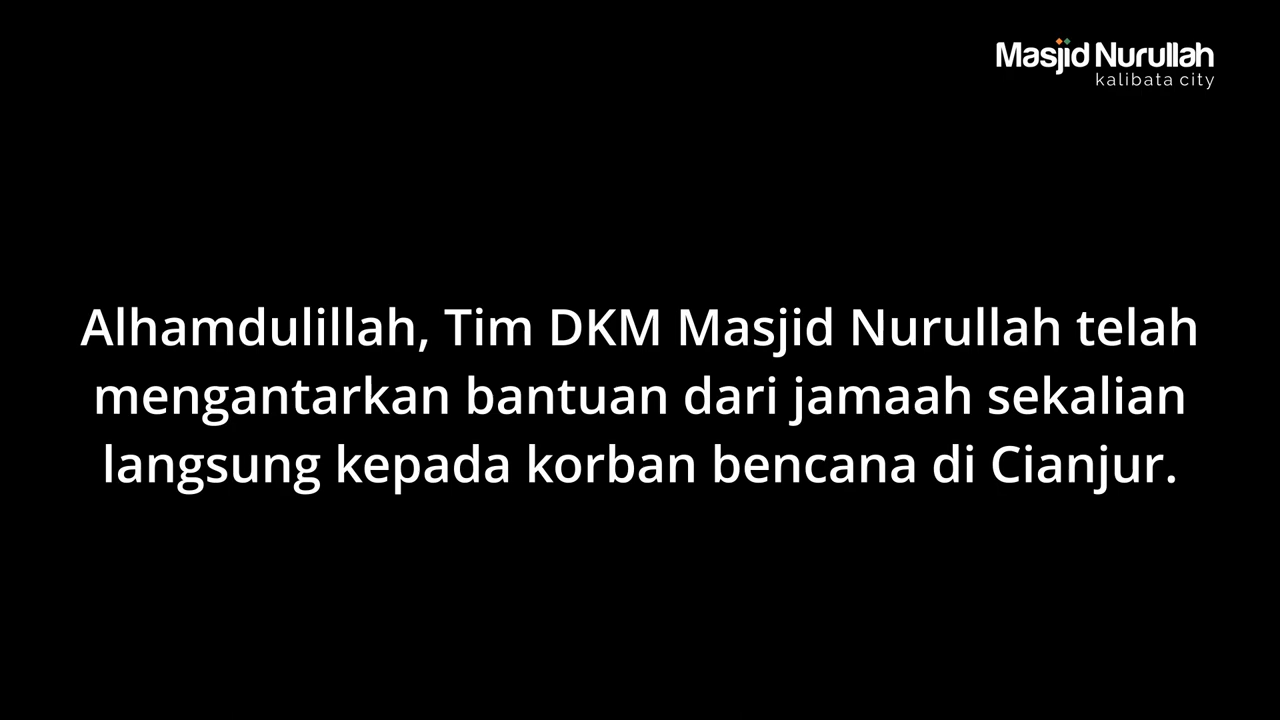 Masjid Nurullah
kalibata city
Alhamdulillah, Tim DKM Masjid Nurullah telah
mengantarkan bantuan dari jamaah sekalian
langsung kepada korban bencana di Cianjur.